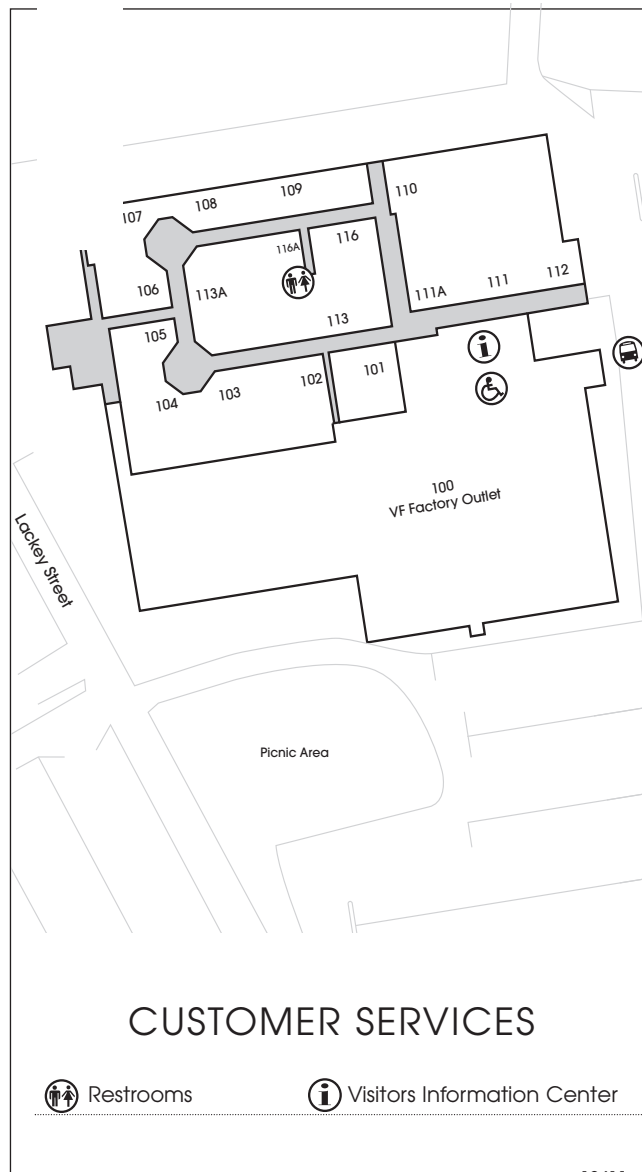 109
108
107
110
116
116A
106
113A
112
111
111A
113
105
101
102
103
104
100
VF Factory Outlet
Lackey Street
Picnic Area
CUSTOMER SERVICES
Restrooms
Visitors Information Center